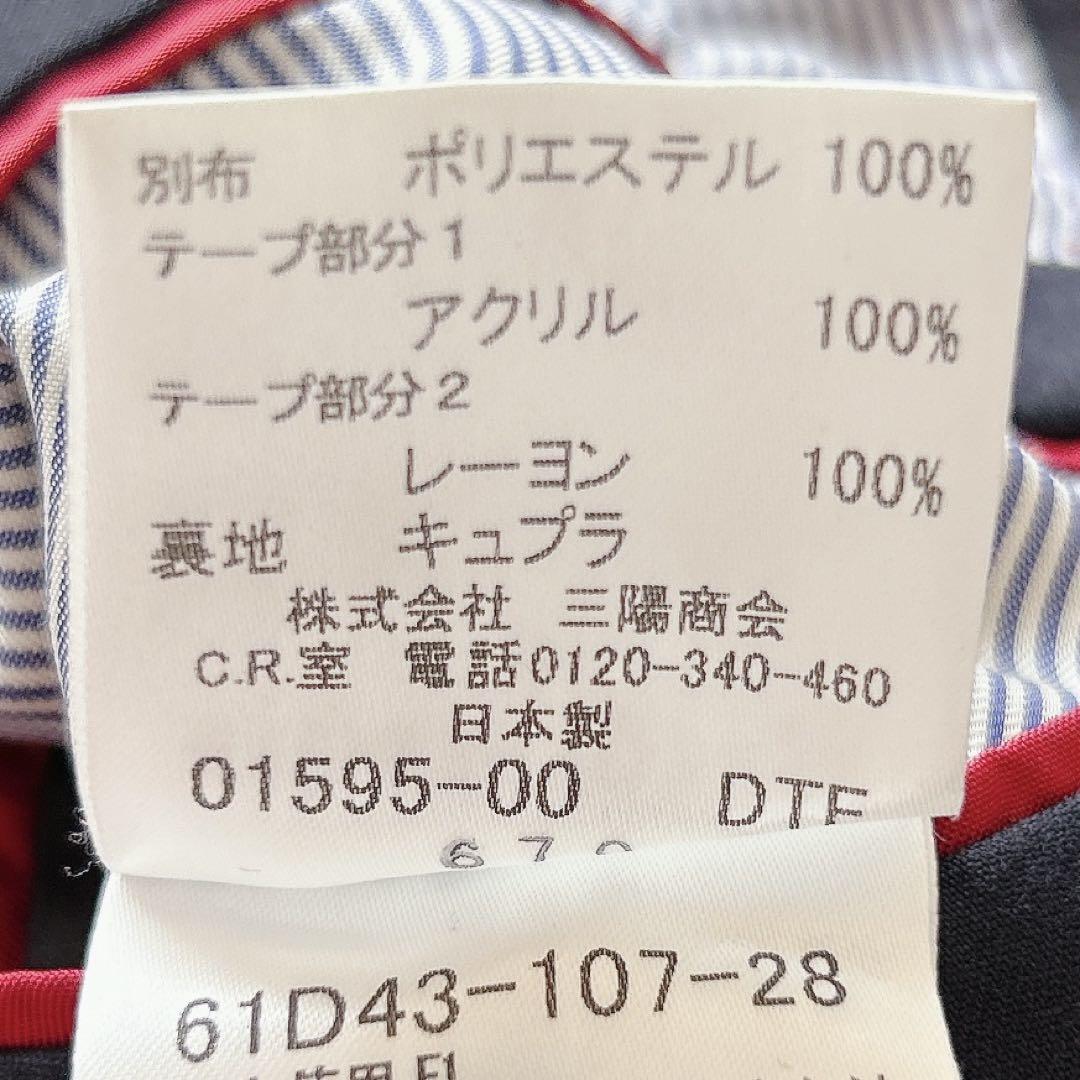 別布 ポリエステル 100%
テープ部分1
アクリル 100%
テープ部分2
レーヨン 100%
裏地 キュプラ
株式会社 三陽商会
C.R.室 電話0120-340-460
日本製
01595-00 DTF
61D43-107-28